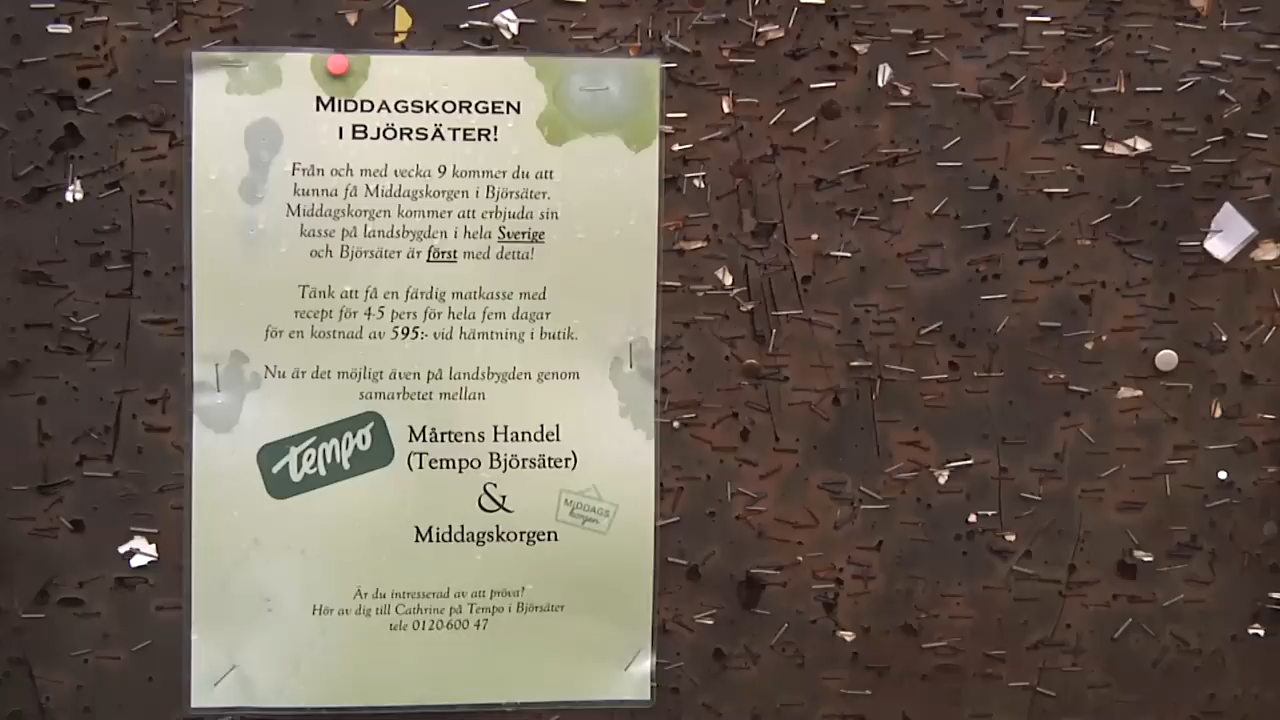 MIDDAGSKORGEN
I BJÖRSÄTER!
Från och med vecka 9 kommer du att
kunna få Middagskorgen i Björsäter.
Middagskorgen kommer att erbjuda sin
kasse på landsbygden i hela Sverige
och Björsäter är först med detta!
Tänk att få en färdig matkasse med
recept för 4-5 pers för hela fem dagar
för en kostnad av 595:- vid hämtning i butik.
Nu är det möjligt även på landsbygden genom
samarbetet mellan
tempo
Mårtens Handel
(Tempo Björsäter)
&
MIDDAGS
korgen
Middagskorgen
Är du intresserad av att pröva?
Hör av dig till Cathrine på Tempo i Björsäter
tele 0120-600 47